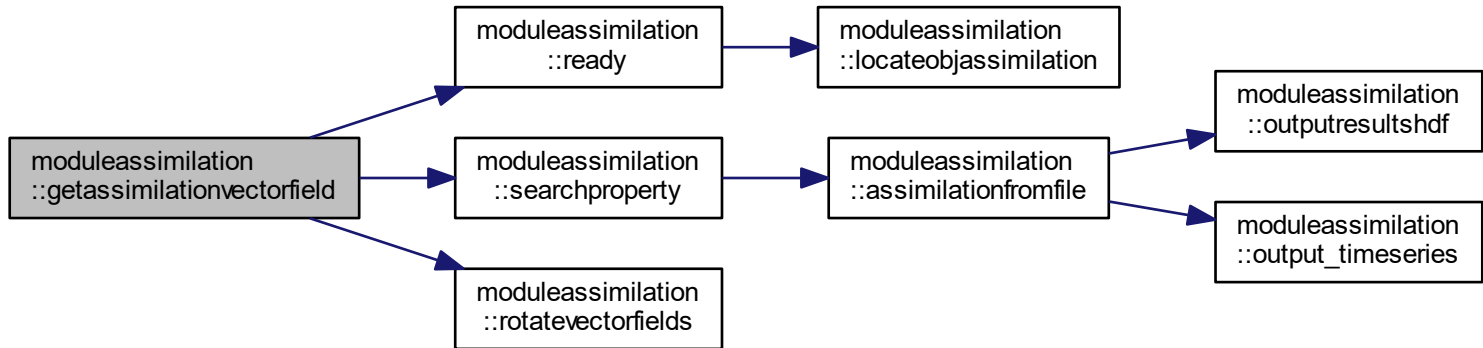 moduleassimilation
::getassimilationvectorfield
moduleassimilation
::ready
moduleassimilation
::locateobjassimilation
moduleassimilation
::searchproperty
moduleassimilation
::assimilationfromfile
moduleassimilation
::outputresultshdf
moduleassimilation
::output_timeseries
moduleassimilation
::rotatevectorfields